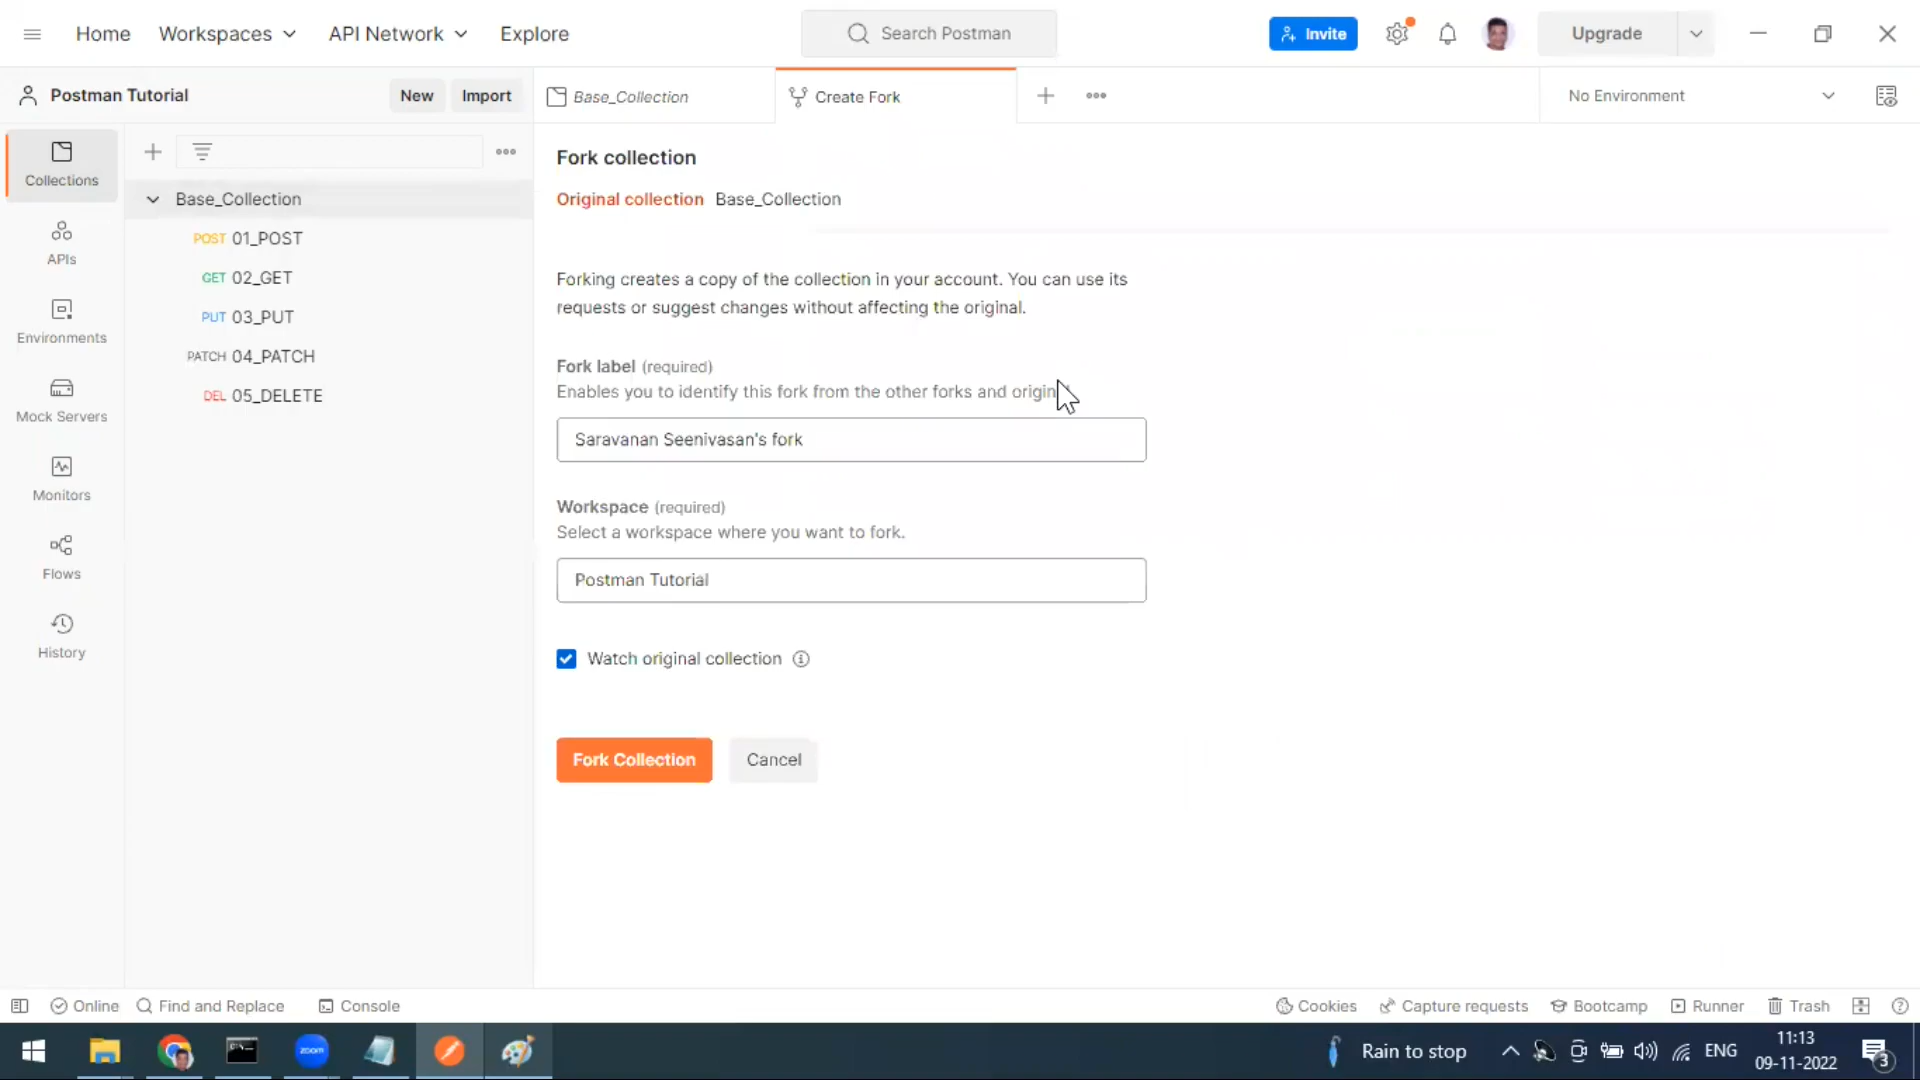 Home Workspaces API Network Explore Search Postman Invite Upgrade
Postman Tutorial New Import Base_Collection Create Fork No Environment
Collections
APIs
Environments
Mock Servers
Monitors
Flows
History
Base_Collection
POST 01_POST
GET 02_GET
PUT 03_PUT
PATCH 04_PATCH
DEL 05_DELETE
Fork collection
Original collection Base_Collection
Forking creates a copy of the collection in your account. You can use its
requests or suggest changes without affecting the original.
Fork label (required)
Enables you to identify this fork from the other forks and
Saravanan Seenivasan's fork
Workspace (required)
Select a workspace where you want to fork.
Postman Tutorial
Watch original collection
Fork Collection Cancel
Online Find and Replace Console Cookies Capture requests Bootcamp Runner Trash
zoom Rain to stop ENG 11:13
09-11-2022 3